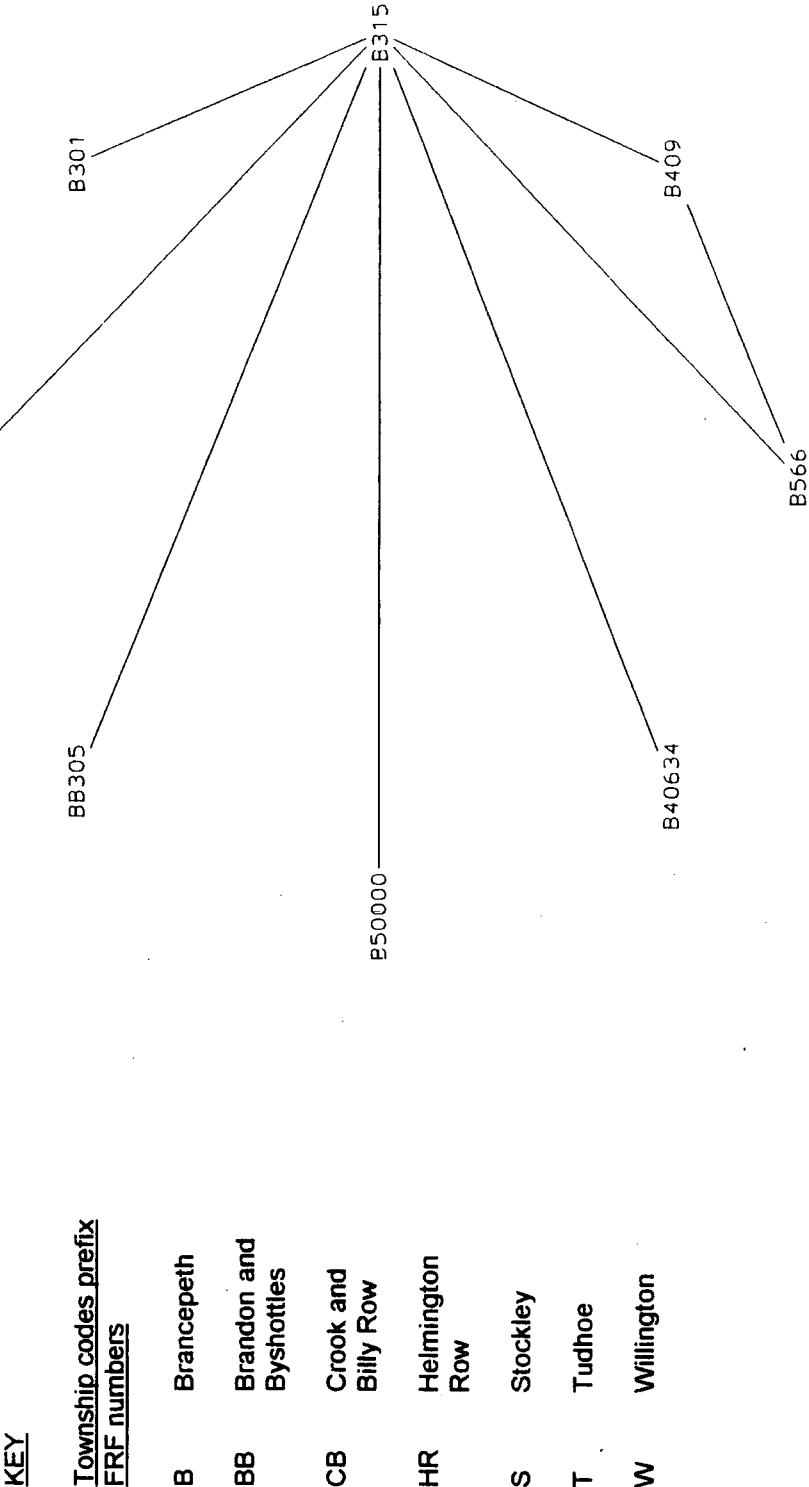 KEY
Township codes prefix
FRF numbers
B Brancepeth
BB Brandon and
Byshottles
CB Crook and
Billy Row
HR Helmington
Row
S Stockley
T Tudhoe
W Willington
BB305
B301
B50000
B315
B40634
B409
B566